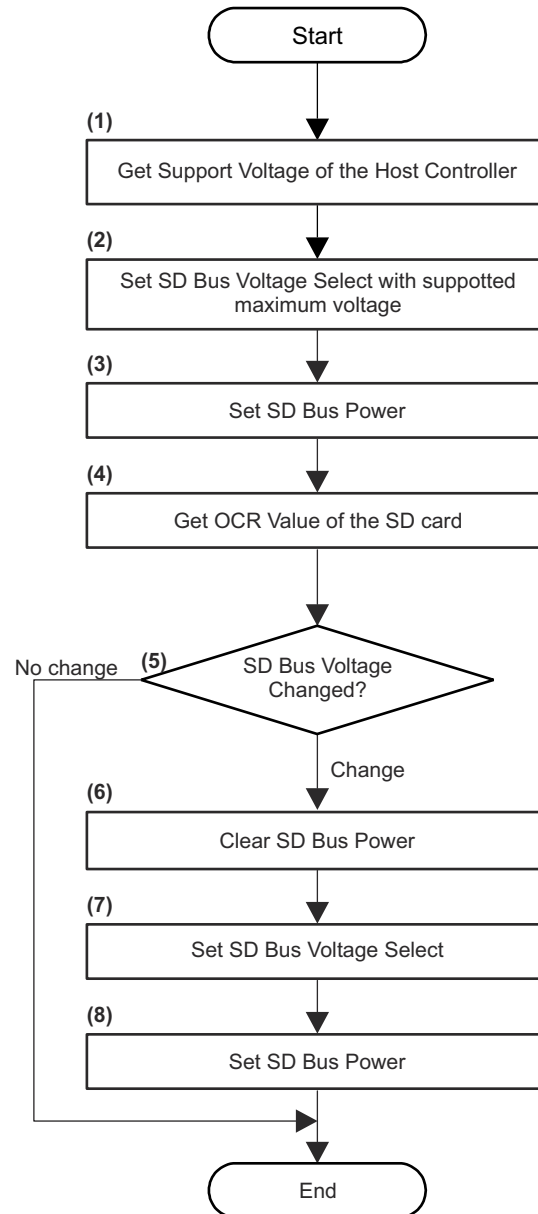 Start
(1)
Get Support Voltage of the Host Controller
(2)
Set SD Bus Voltage Select with suppotted
maximum voltage
(3)
Set SD Bus Power
(4)
Get OCR Value of the SD card
No change
(5)
SD Bus Voltage
Changed?
Change
(6)
Clear SD Bus Power
(7)
Set SD Bus Voltage Select
(8)
Set SD Bus Power
End